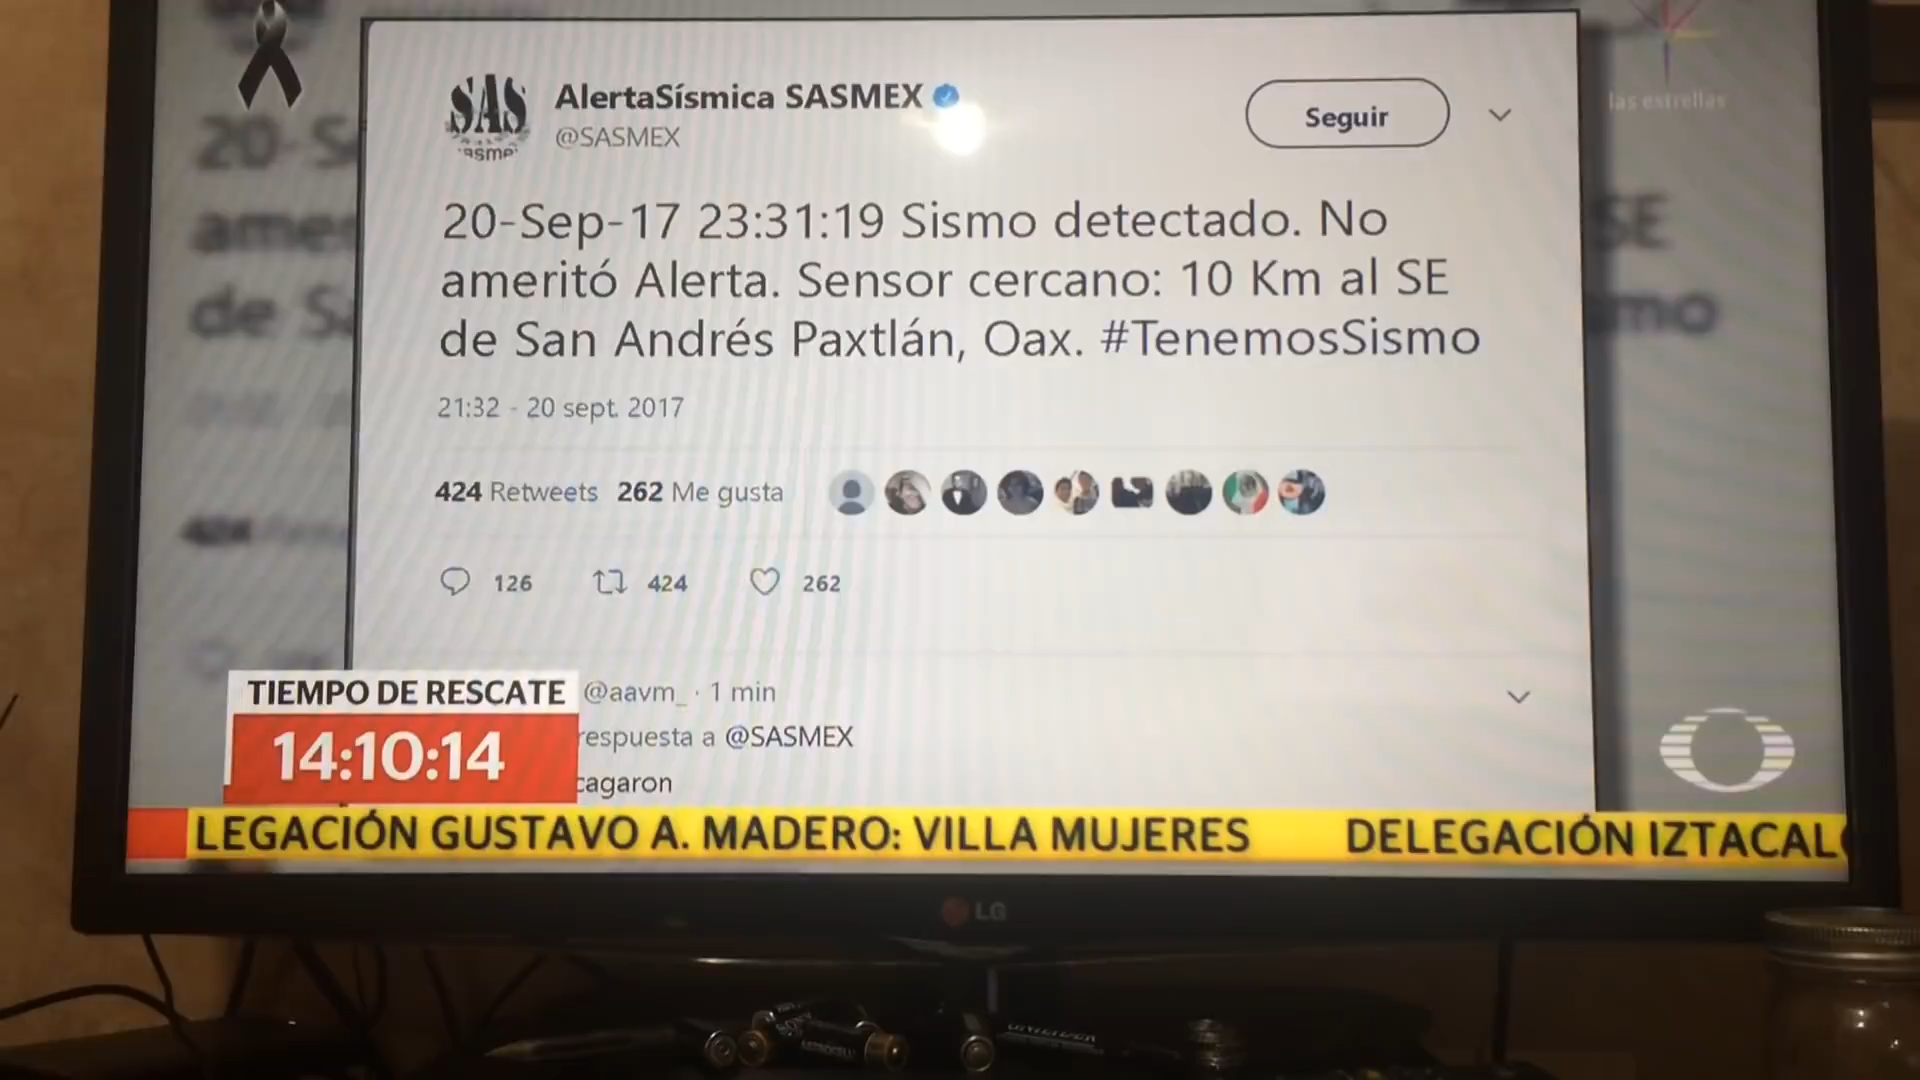 las estrellas
SAS
AlertaSísmica SASMEX
@SASMEX
Seguir
20-Sep-17 23:31:19 Sismo detectado. No
ameritó Alerta. Sensor cercano: 10 Km al SE
de San Andrés Paxtlán, Oax. #TenemosSismo
21:32 - 20 sept. 2017
424 Retweets 262 Me gusta
126 424 262
TIEMPO DE RESCATE
14:10:14
@aavm_ · 1 min
respuesta a @SASMEX
cagaron
LEGACIÓN GUSTAVO A. MADERO: VILLA MUJERES DELEGACIÓN IZTACALO
LG